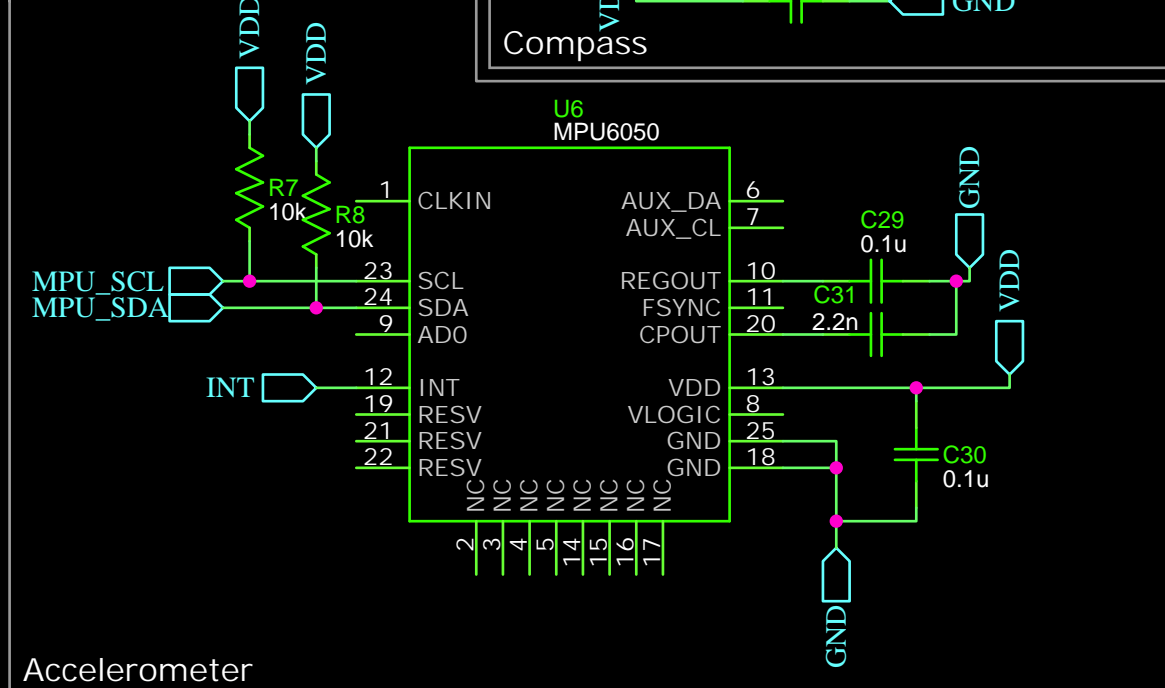 VDD
VDD
VD
GND
Compass
U6
MPU6050
R7
10k
R8
10k
MPU_SCL
MPU_SDA
INT
1 CLKIN
23 SCL
24 SDA
9 AD0
12 INT
19 RESV
21 RESV
22 RESV
AUX_DA 6
AUX_CL 7
REGOUT 10
FSYNC 11
CPOUT 20
VDD 13
VLOGIC 8
GND 25
GND 18
NC NC NC NC NC NC NC NC
2 3 4 5 14 15 16 17
C29
0.1u
C31
2.2n
GND
VDD
C30
0.1u
GND
Accelerometer